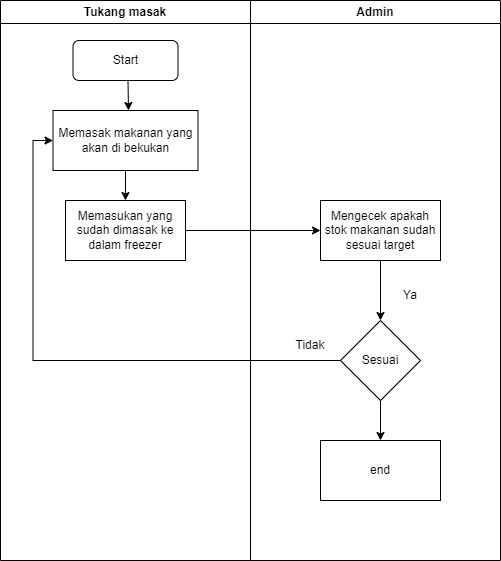 Tukang masak
Admin
Start
Memasak makanan yang
akan di bekukan
Memasukan yang
sudah dimasak ke
dalam freezer
Mengecek apakah
stok makanan sudah
sesuai target
Ya
Tidak
Sesuai
end